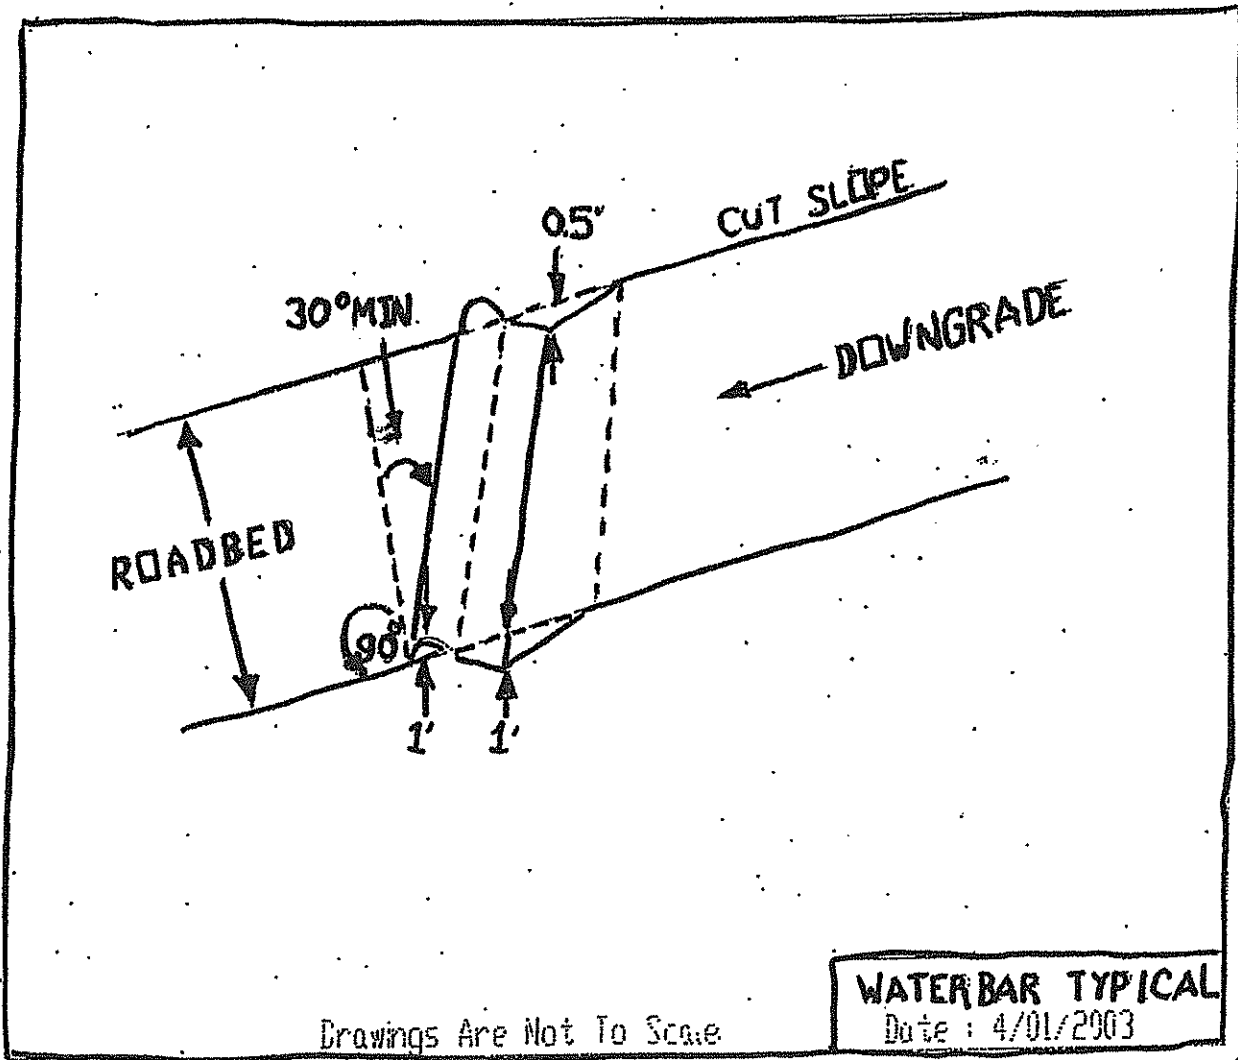 0.5'
CUT SLOPE
30° MIN.
DOWNGRADE
ROADBED
90°
1'
1'
WATERBAR TYPICAL
Date : 4/01/2003
Drawings Are Not To Scale